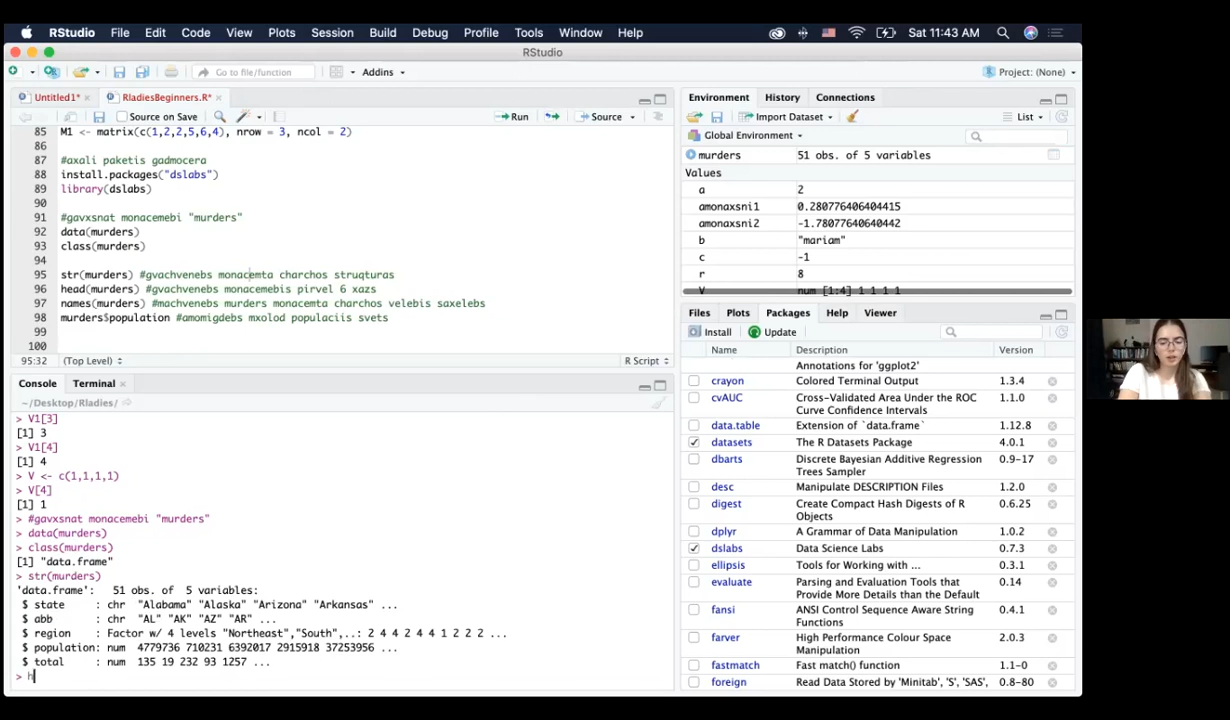 RStudio File Edit Code View Plots Session Build Debug Profile Tools Window Help Sat 11:43 AM
RStudio
Go to file/function Addins Project: (None)
Untitled1* RladiesBeginners.R*
Source on Save Run Source
85 M1 <- matrix(c(1,2,2,5,6,4), nrow = 3, ncol = 2)
86
87 #axali paketis gadmocera
88 install.packages("dslabs")
89 library(dslabs)
90
91 #gavxsnat monacemebi "murders"
92 data(murders)
93 class(murders)
94
95 str(murders) #gvachvenebs monacemta charchos struqturas
96 head(murders) #gvachvenebs monacemebis pirvel 6 xazs
97 names(murders) #machvenebs murders monacemta charchos velebis saxelebs
98 murders$population #amomigdebs mxolod populaciis svets
99
100
95:32 (Top Level) R Script
Console Terminal
~/Desktop/Rladies/
> V1[3]
[1] 3
> V1[4]
[1] 4
> V <- c(1,1,1,1)
> V[4]
[1] 1
> #gavxsnat monacemebi "murders"
> data(murders)
> class(murders)
[1] "data.frame"
> str(murders)
'data.frame': 51 obs. of 5 variables:
$ state : chr "Alabama" "Alaska" "Arizona" "Arkansas" ...
$ abb : chr "AL" "AK" "AZ" "AR" ...
$ region : Factor w/ 4 levels "Northeast","South",..: 2 4 4 2 4 4 1 2 2 2 ...
$ population: num 4779736 710231 6392017 2915918 37253956 ...
$ total : num 135 19 232 93 1257 ...
> h
Environment History Connections
Import Dataset List
Global Environment
murders 51 obs. of 5 variables
Values
a 2
amonaxsni1 0.280776406404415
amonaxsni2 -1.78077640640442
b "mariam"
c -1
r 8
V num [1:4] 1 1 1 1
Files Plots Packages Help Viewer
Install Update
Name Description Version
Annotations for 'ggplot2'
crayon Colored Terminal Output 1.3.4
cvAUC Cross-Validated Area Under the ROC Curve Confidence Intervals 1.1.0
data.table Extension of `data.frame` 1.12.8
datasets The R Datasets Package 4.0.1
dbarts Discrete Bayesian Additive Regression Trees Sampler 0.9-17
desc Manipulate DESCRIPTION Files 1.2.0
digest Create Compact Hash Digests of R Objects 0.6.25
dplyr A Grammar of Data Manipulation 1.0.2
dslabs Data Science Labs 0.7.3
ellipsis Tools for Working with ... 0.3.1
evaluate Parsing and Evaluation Tools that Provide More Details than the Default 0.14
fansi ANSI Control Sequence Aware String Functions 0.4.1
farver High Performance Colour Space Manipulation 2.0.3
fastmatch Fast match() function 1.1-0
foreign Read Data Stored by 'Minitab', 'S', 'SAS', 0.8-80